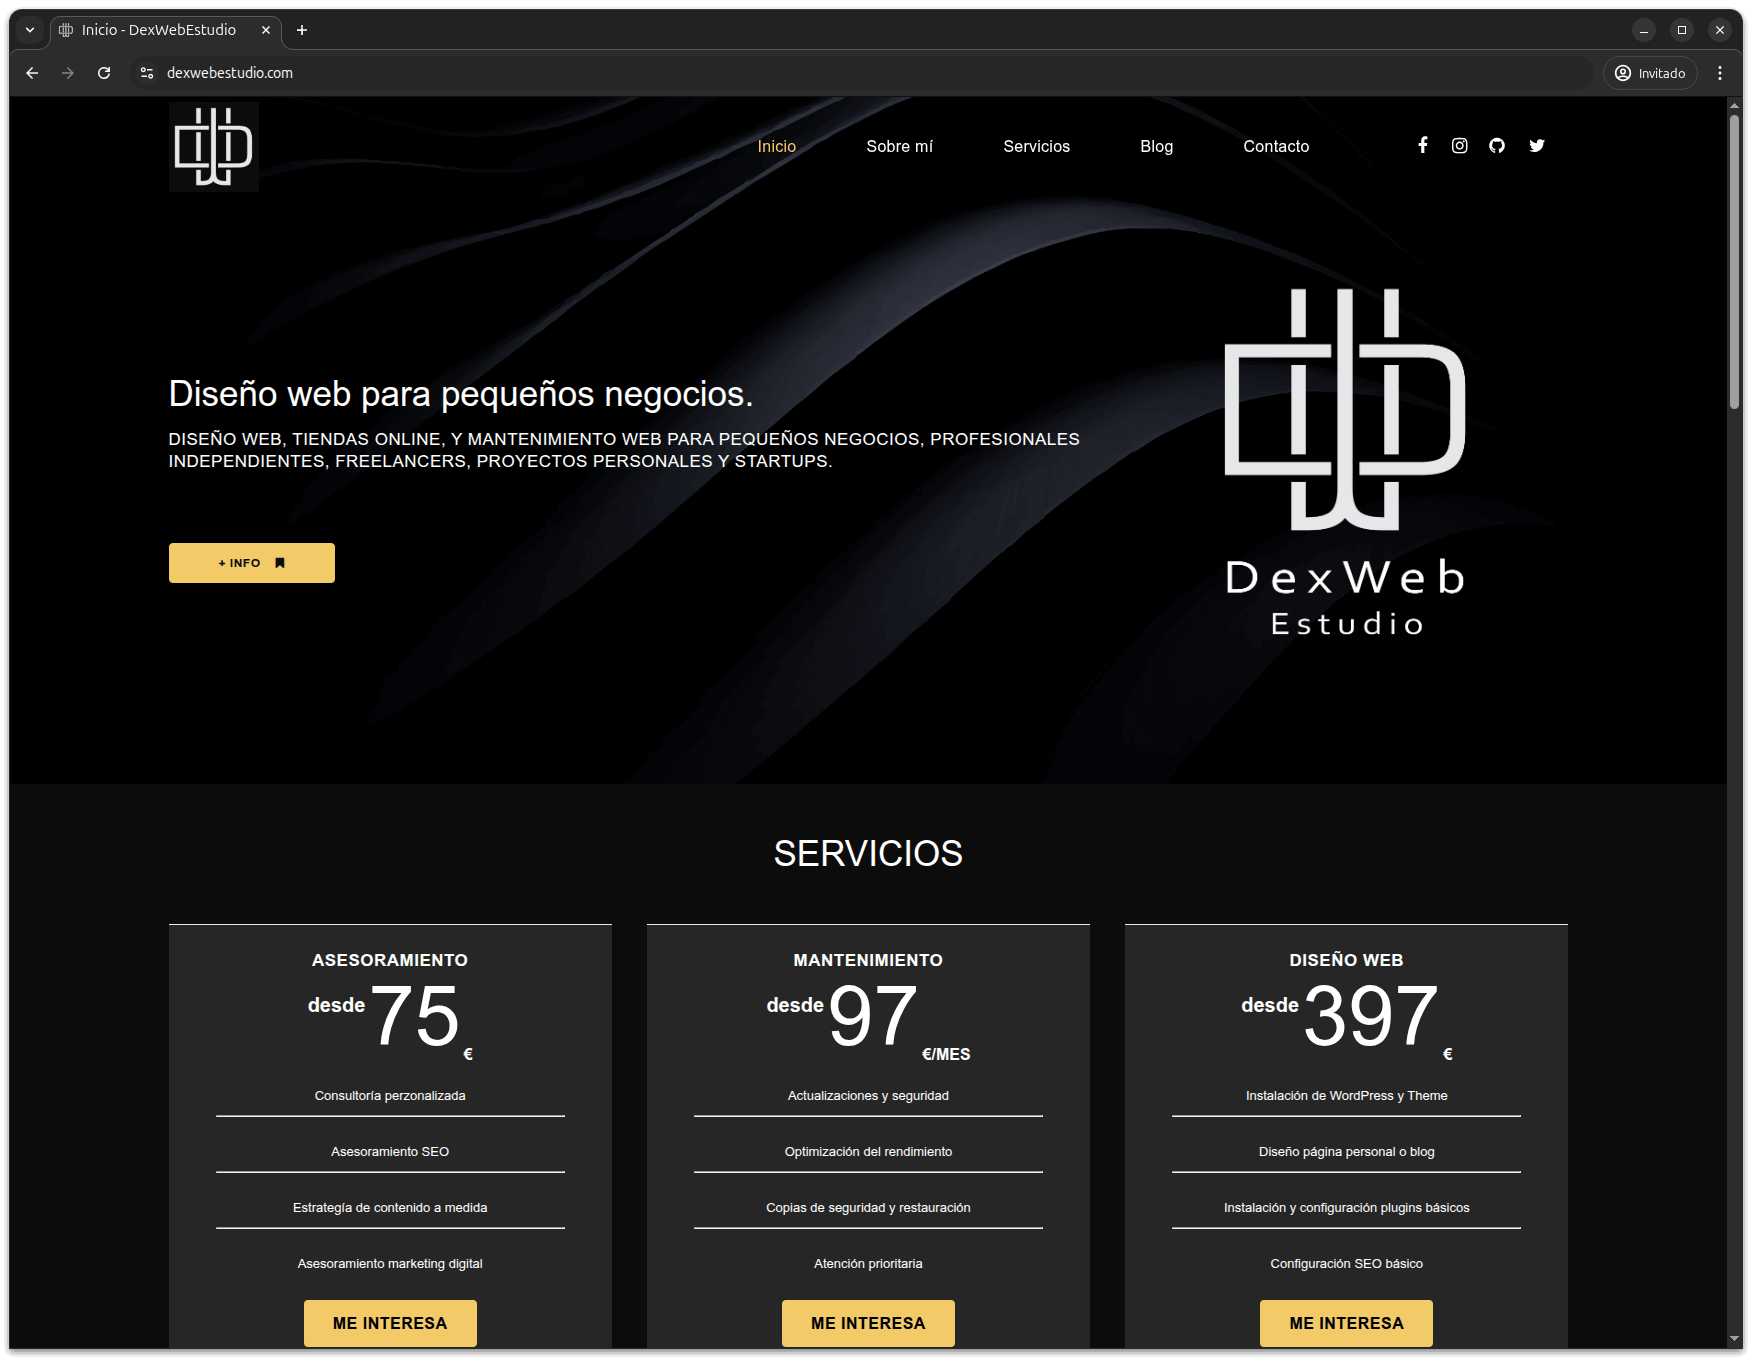 Inicio - DexWebEstudio
dexwebestudio.com
Invitado
Inicio
Sobre mí
Servicios
Blog
Contacto
Diseño web para pequeños negocios.
DISEÑO WEB, TIENDAS ONLINE, Y MANTENIMIENTO WEB PARA PEQUEÑOS NEGOCIOS, PROFESIONALES
INDEPENDIENTES, FREELANCERS, PROYECTOS PERSONALES Y STARTUPS.
+ INFO
DexWeb
Estudio
SERVICIOS
ASESORAMIENTO
desde 75 €
Consultoría perzonalizada
Asesoramiento SEO
Estrategía de contenido a medida
Asesoramiento marketing digital
ME INTERESA
MANTENIMIENTO
desde 97 €/MES
Actualizaciones y seguridad
Optimización del rendimiento
Copias de seguridad y restauración
Atención prioritaria
ME INTERESA
DISEÑO WEB
desde 397 €
Instalación de WordPress y Theme
Diseño página personal o blog
Instalación y configuración plugins básicos
Configuración SEO básico
ME INTERESA